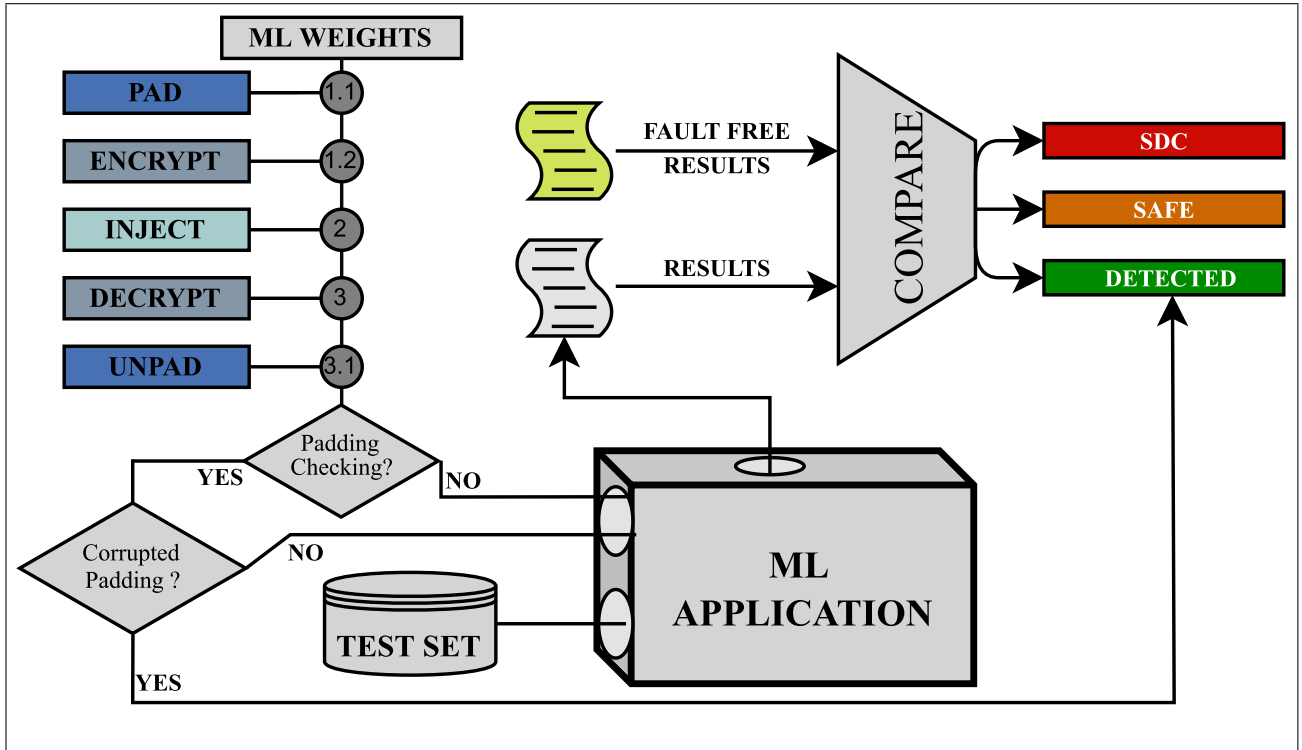 ML WEIGHTS
PAD
1.1
ENCRYPT
1.2
INJECT
2
DECRYPT
3
UNPAD
3.1
Padding
Checking?
YES
NO
Corrupted
Padding ?
NO
YES
TEST SET
ML
APPLICATION
FAULT FREE
RESULTS
RESULTS
COMPARE
SDC
SAFE
DETECTED